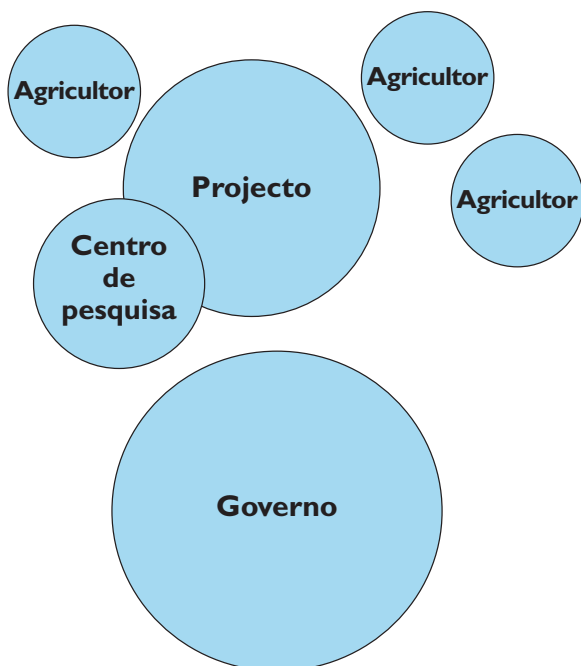 Agricultor
Agricultor
Projecto
Agricultor
Centro
de
pesquisa
Governo